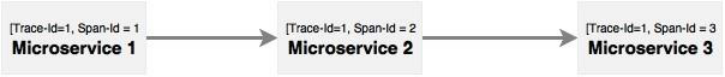 [Trace-Id=1, Span-Id = 1
Microservice 1
[Trace-Id=1, Span-Id = 2
Microservice 2
[Trace-Id=1, Span-Id = 3
Microservice 3